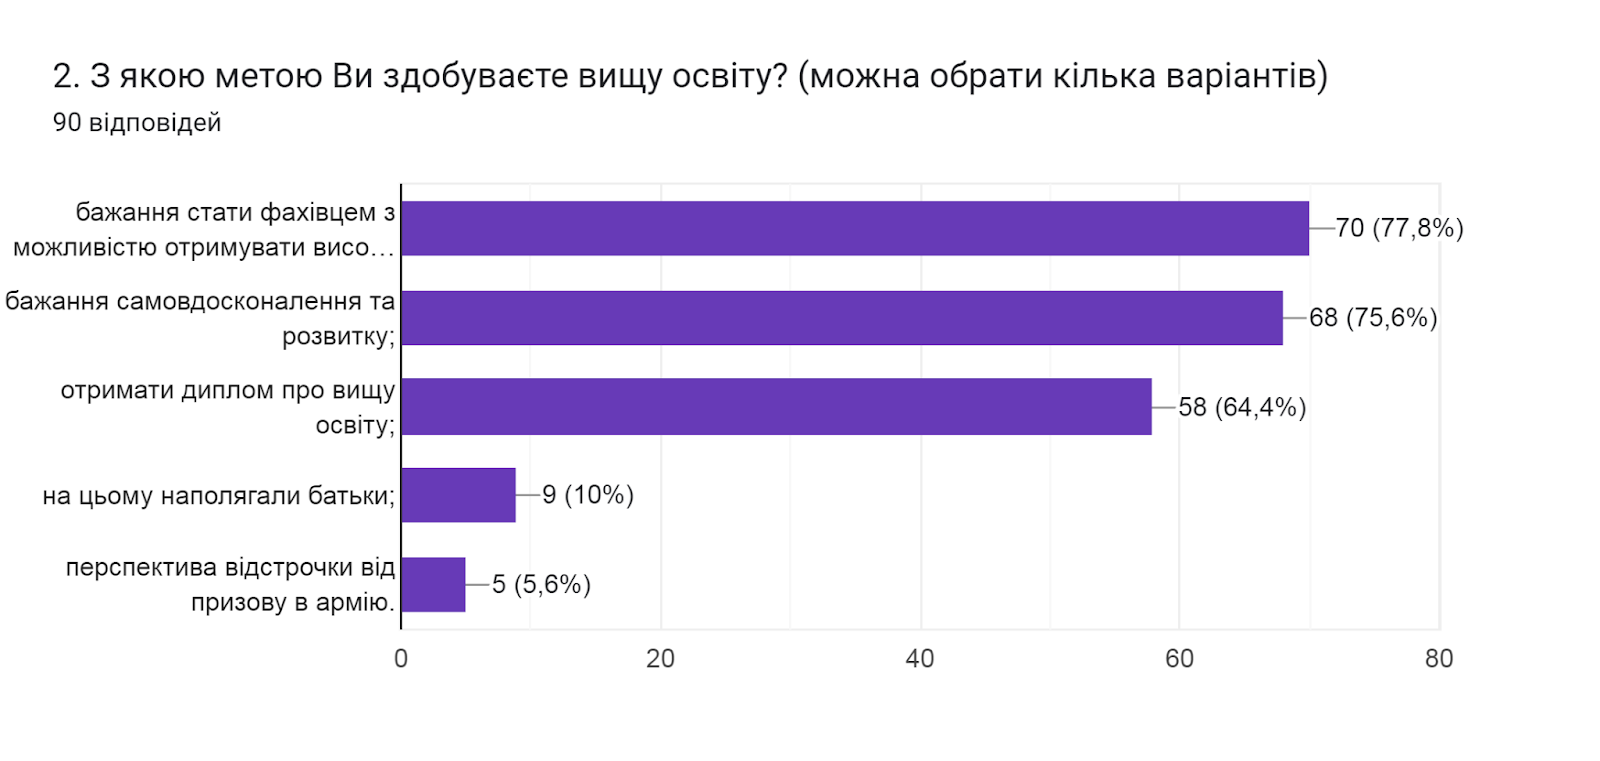 2. З якою метою Ви здобуваєте вищу освіту? (можна обрати кілька варіантів)
90 відповідей
бажання стати фахівцем з
можливістю отримувати висо…
70 (77,8%)
бажання самовдосконалення та
розвитку;
68 (75,6%)
отримати диплом про вищу
освіту;
58 (64,4%)
на цьому наполягали батьки;
9 (10%)
перспектива відстрочки від
призову в армію.
5 (5,6%)
0 20 40 60 80